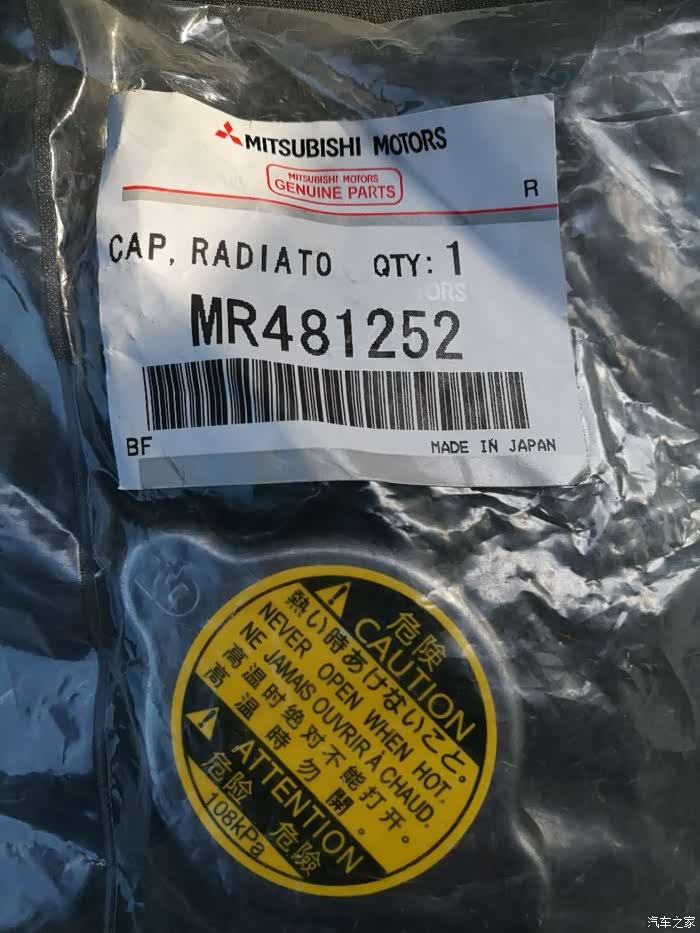 MITSUBISHI MOTORS
MITSUBISHI MOTORS
GENUINE PARTS
R
CAP, RADIATO QTY: 1
ORS
MR481252
BF
MADE IN JAPAN
危険
CAUTION
熱い時あけないこと。
NEVER OPEN WHEN HOT.
NE JAMAIS OUVRIR À CHAUD.
高温时绝对不能打开。
高溫時勿開。
ATTENTION
危险 危險
108kPa
汽车之家